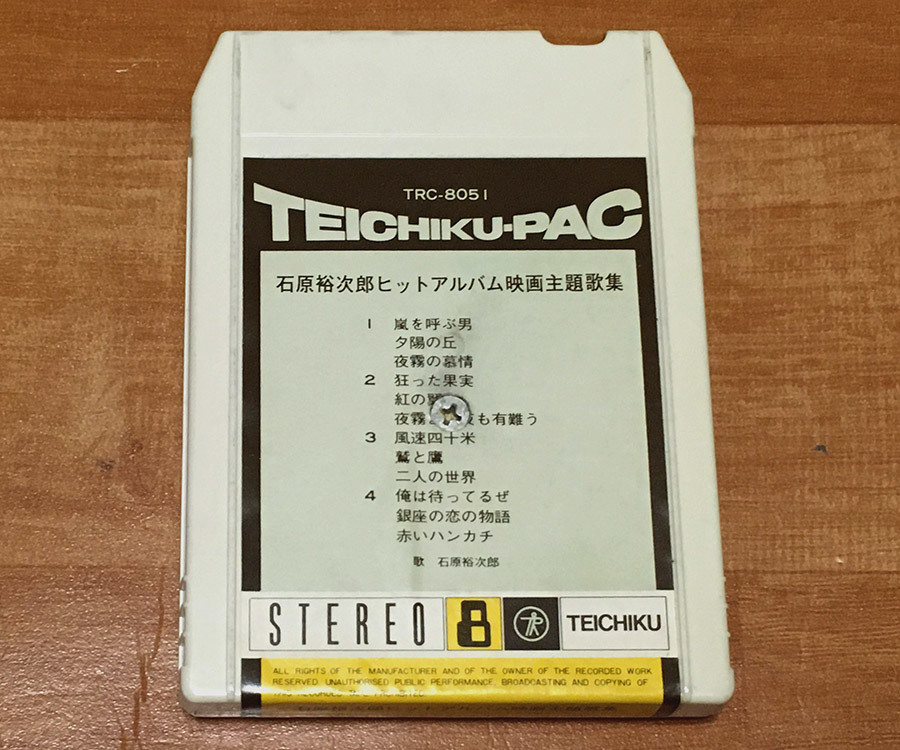 TRC-8051
TEICHIKU-PAC
石原裕次郎ヒットアルバム映画主題歌集
1 嵐を呼ぶ男
夕陽の丘
夜霧の慕情
2 狂った果実
紅の
夜霧 も有難う
3 風速四十米
鷲と鷹
二人の世界
4 俺は待ってるぜ
銀座の恋の物語
赤いハンカチ
歌 石原裕次郎
STEREO 8 TEICHIKU
ALL RIGHTS OF THE MANUFACTURER AND OF THE OWNER OF THE RECORDED WORK
RESERVED. UNAUTHORISED PUBLIC PERFORMANCE, BROADCASTING AND COPYING OF
THIS